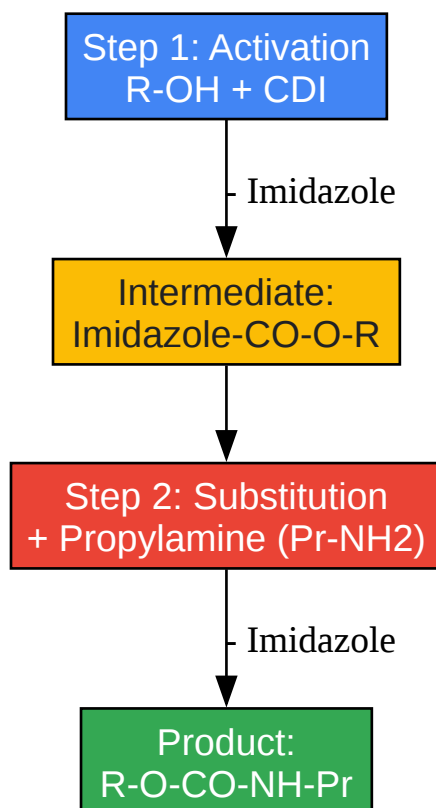 Step 1: Activation
R-OH + CDI
- Imidazole
Intermediate:
Imidazole-CO-O-R
Step 2: Substitution
+ Propylamine (Pr-NH2)
- Imidazole
Product:
R-O-CO-NH-Pr